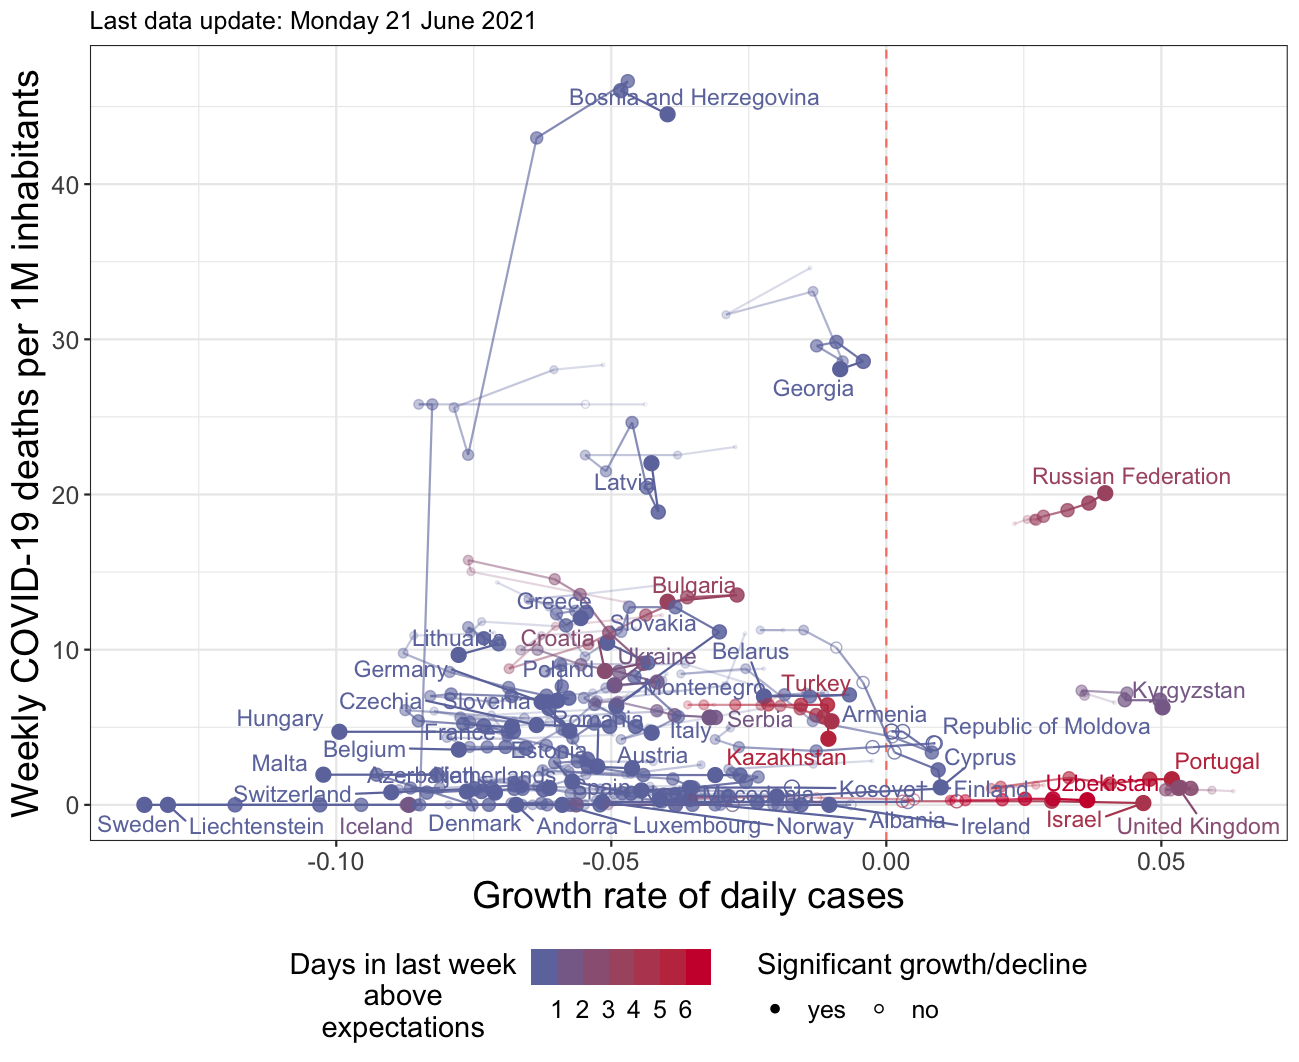 Last data update: Monday 21 June 2021
Weekly COVID-19 deaths per 1M inhabitants
40
30
20
10
0
Bosnia and Herzegovina
Georgia
Latvia
Russian Federation
Bulgaria
Greece
Slovakia
Lithuania
Croatia
Ukraine
Belarus
Germany
Poland
Turkey
Montenegro
Kyrgyzstan
Czechia
Slovenia
Hungary
Romania
Serbia
Armenia
France
Italy
Republic of Moldova
Belgium
Estonia
Austria
Kazakhstan
Cyprus
Malta
Azerbaijan
Netherlands
Portugal
Switzerland
Spain
Macedonia
Kosovo
Finland
Uzbekistan
Sweden
Liechtenstein
Iceland
Denmark
Andorra
Luxembourg
Norway
Albania
Ireland
Israel
United Kingdom
-0.10
-0.05
0.00
0.05
Growth rate of daily cases
Days in last week
above
expectations
1 2 3 4 5 6
Significant growth/decline
yes
no